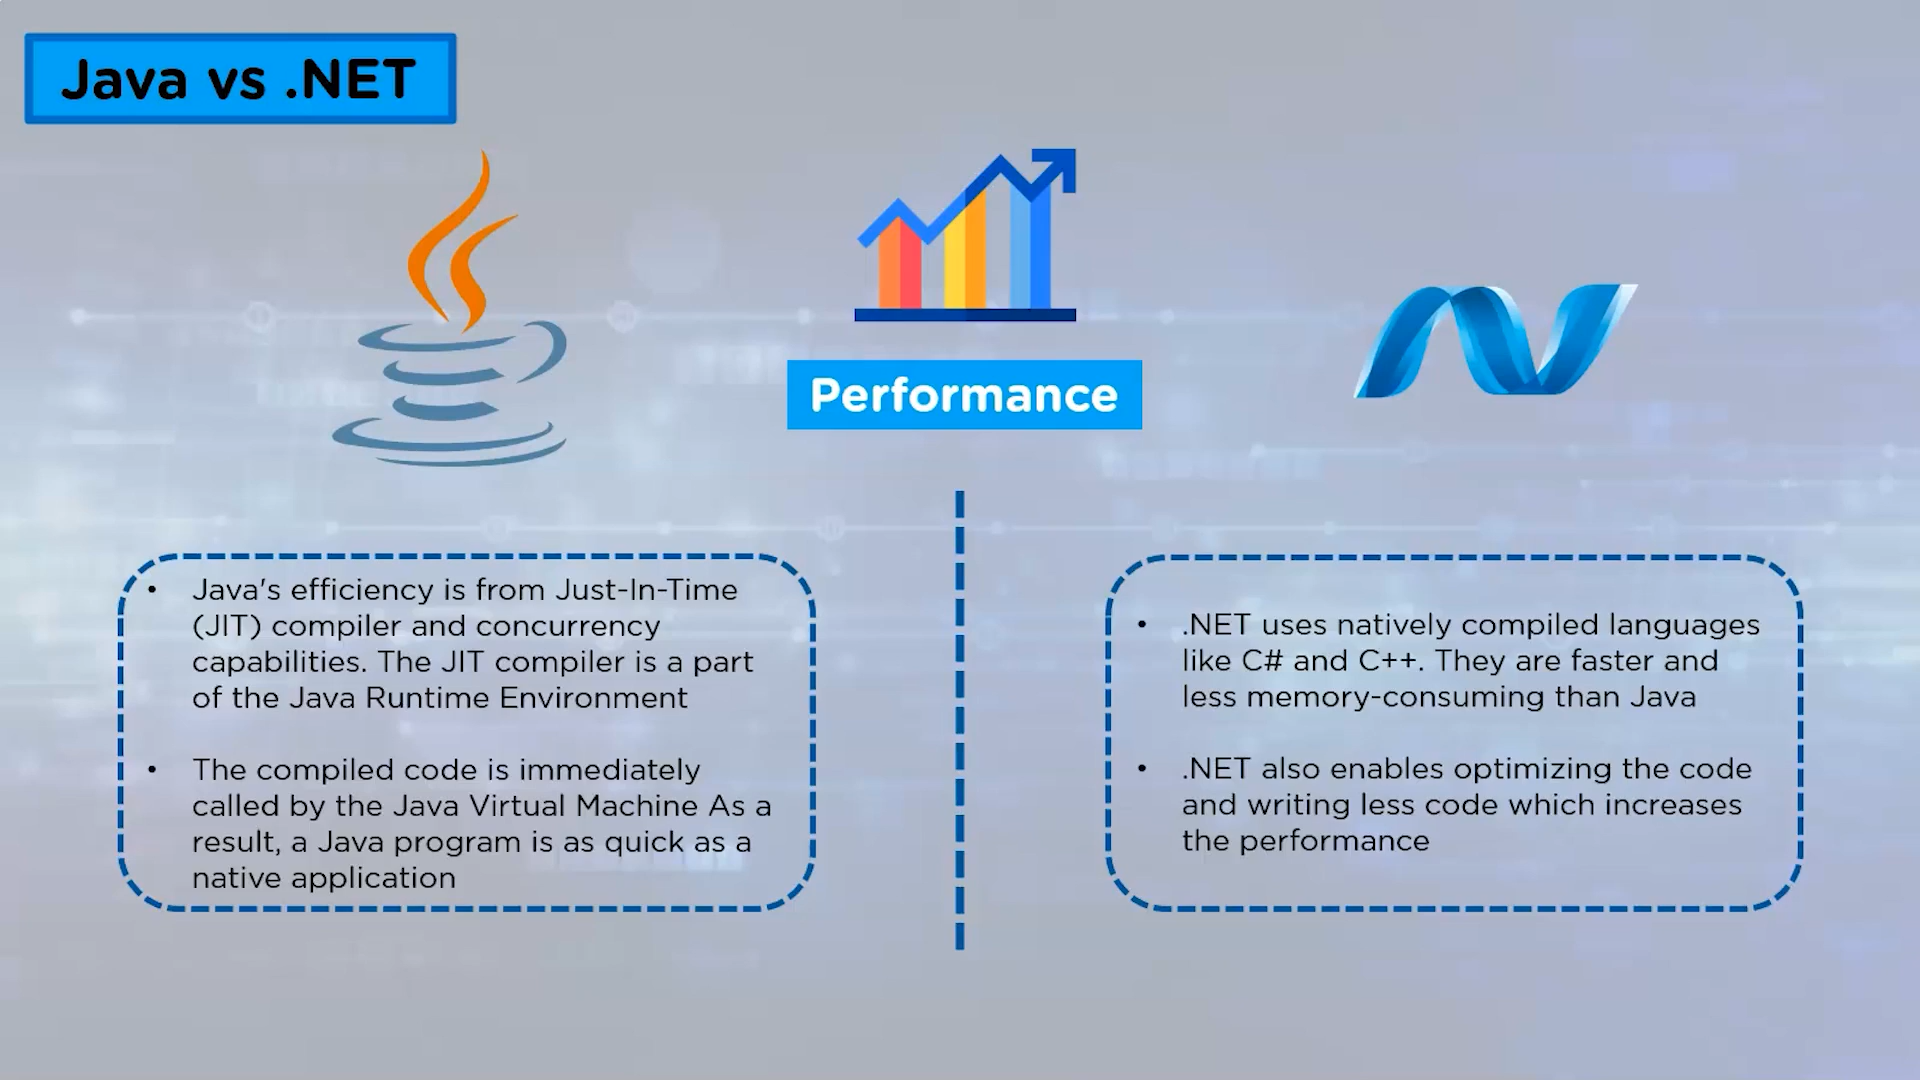 Java vs .NET
Performance
• Java's efficiency is from Just-In-Time
(JIT) compiler and concurrency
capabilities. The JIT compiler is a part
of the Java Runtime Environment
• The compiled code is immediately
called by the Java Virtual Machine As a
result, a Java program is as quick as a
native application
• .NET uses natively compiled languages
like C# and C++. They are faster and
less memory-consuming than Java
• .NET also enables optimizing the code
and writing less code which increases
the performance